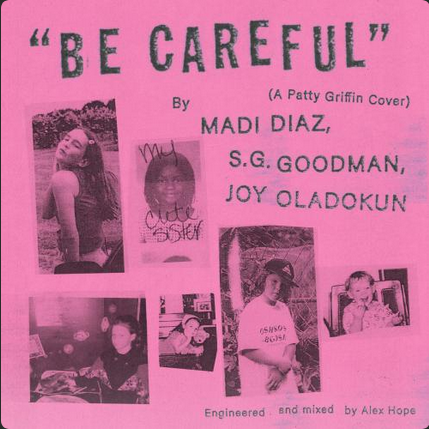 “BE CAREFUL”
(A Patty Griffin Cover)
By
MADI DIAZ,
S.G. GOODMAN,
JOY OLADOKUN
My
cute
SISTER
Engineered and mixed by Alex Hope